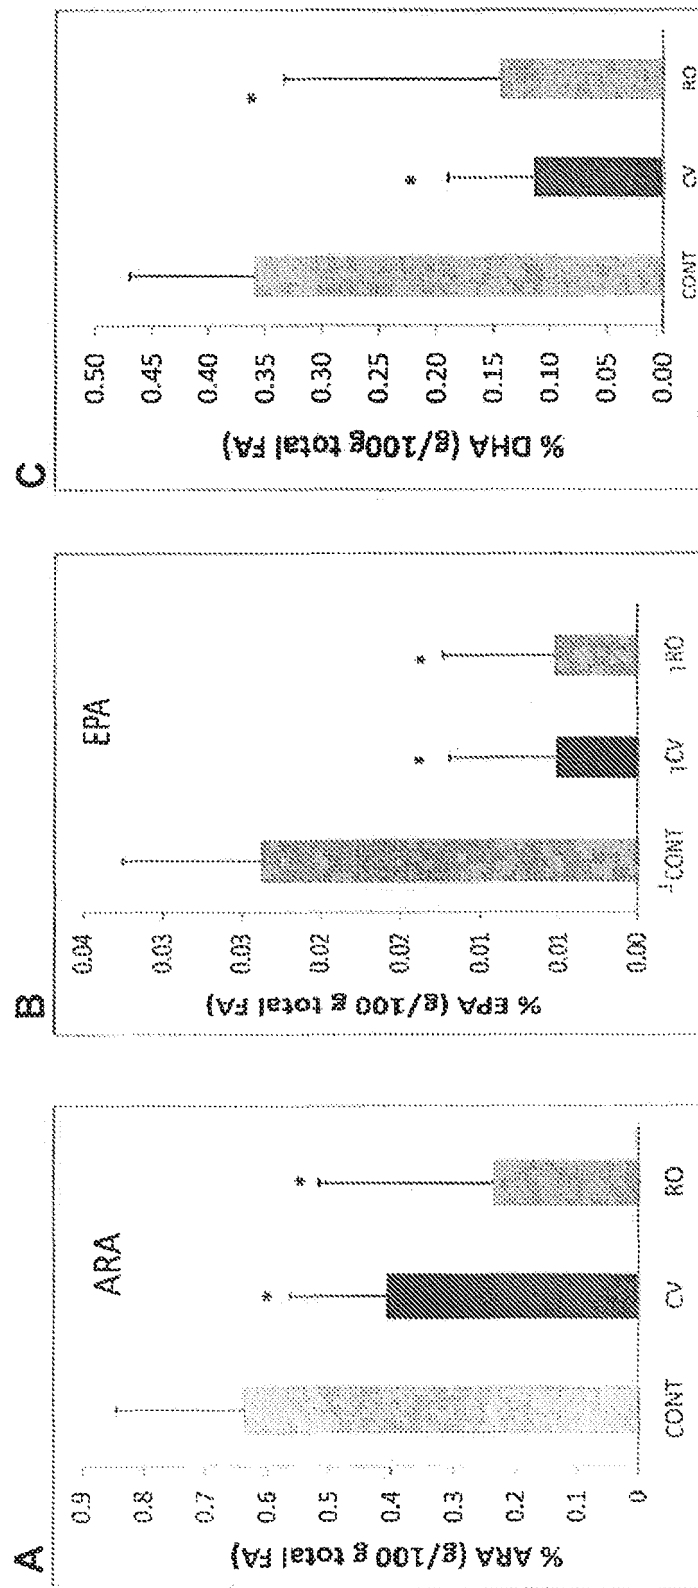 A
ARA
% ARA (g/100 g total FA)
0.9
0.8
0.7
0.6
0.5
0.4
0.3
0.2
0.1
0
*
*
CONT
CV
RO
B
EPA
% EPA (g/100 g total FA)
0.04
0.03
0.03
0.02
0.02
0.01
0.01
0.00
*
*
CONT
CV
RO
C
% DHA (g/100g total FA)
0.50
0.45
0.40
0.35
0.30
0.25
0.20
0.15
0.10
0.05
0.00
*
*
CONT
CV
RO